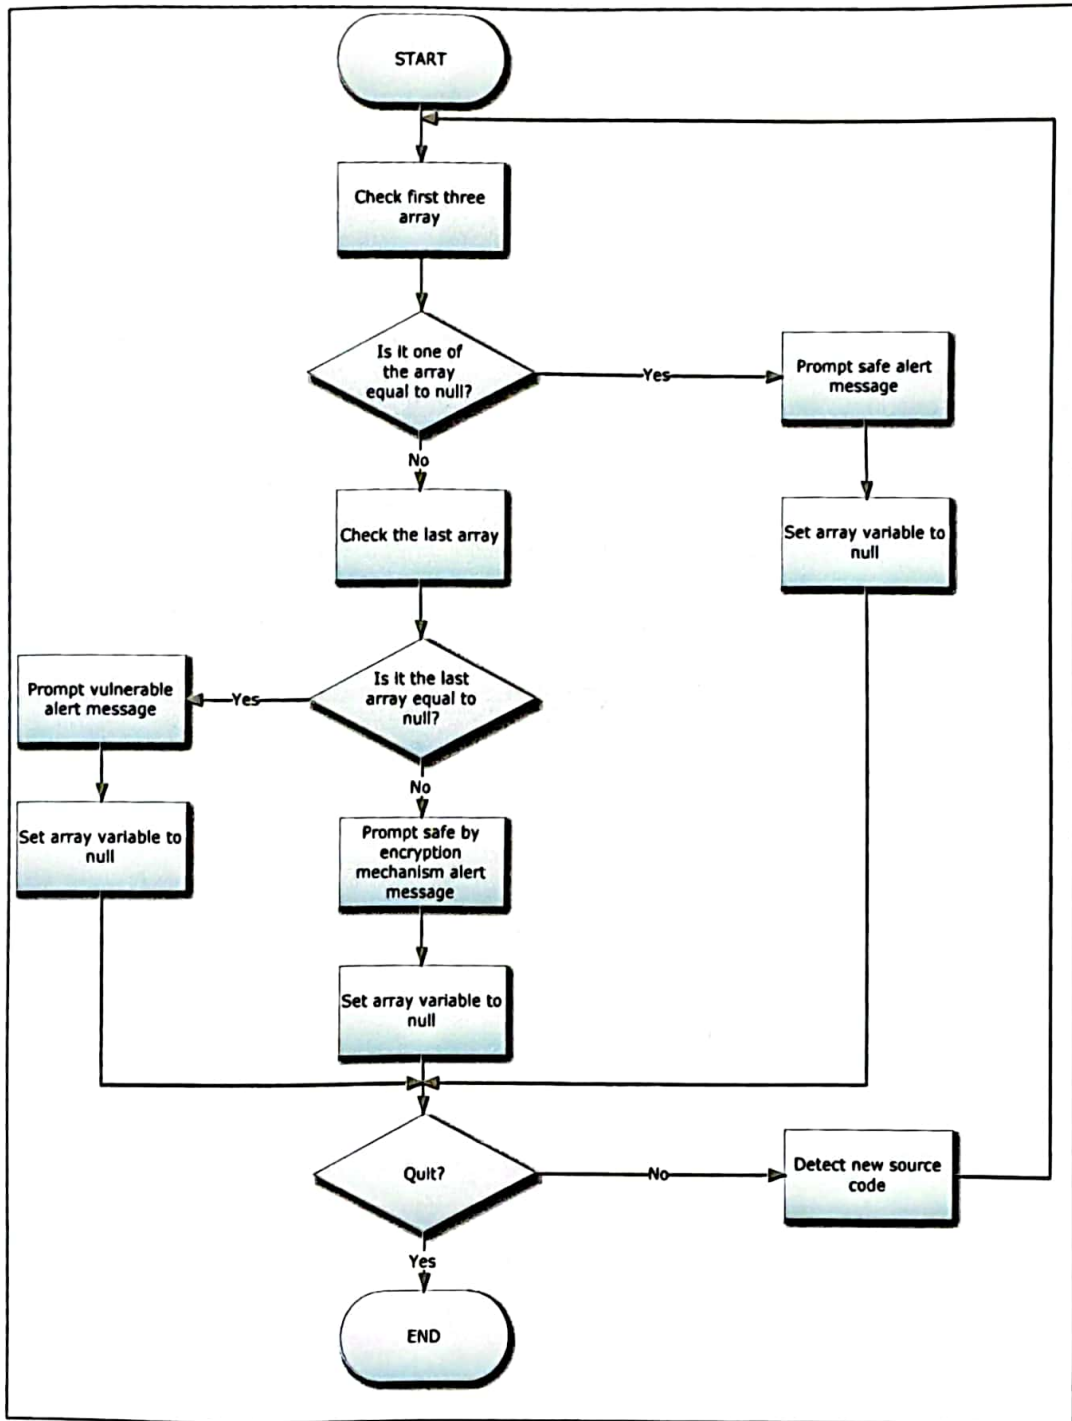 START
Check first three
array
Is it one of
the array
equal to null?
Yes
Prompt safe alert
message
No
Set array variable to
null
Check the last array
Is it the last
array equal to
null?
Yes
Prompt vulnerable
alert message
No
Set array variable to
null
Prompt safe by
encryption
mechanism alert
message
Set array variable to
null
Quit?
No
Detect new source
code
Yes
END